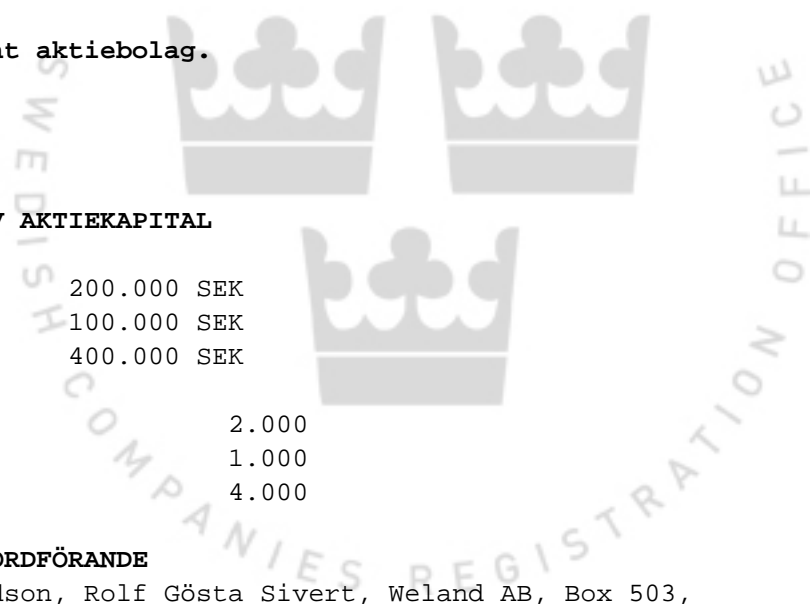 aktiebolag.
AKTIEKAPITAL
200.000 SEK
100.000 SEK
400.000 SEK
2.000
1.000
4.000
ORDFÖRANDE
dson, Rolf Gösta Sivert, Weland AB, Box 503,
SWEDISH COMPANIES REGISTRATION OFFICE